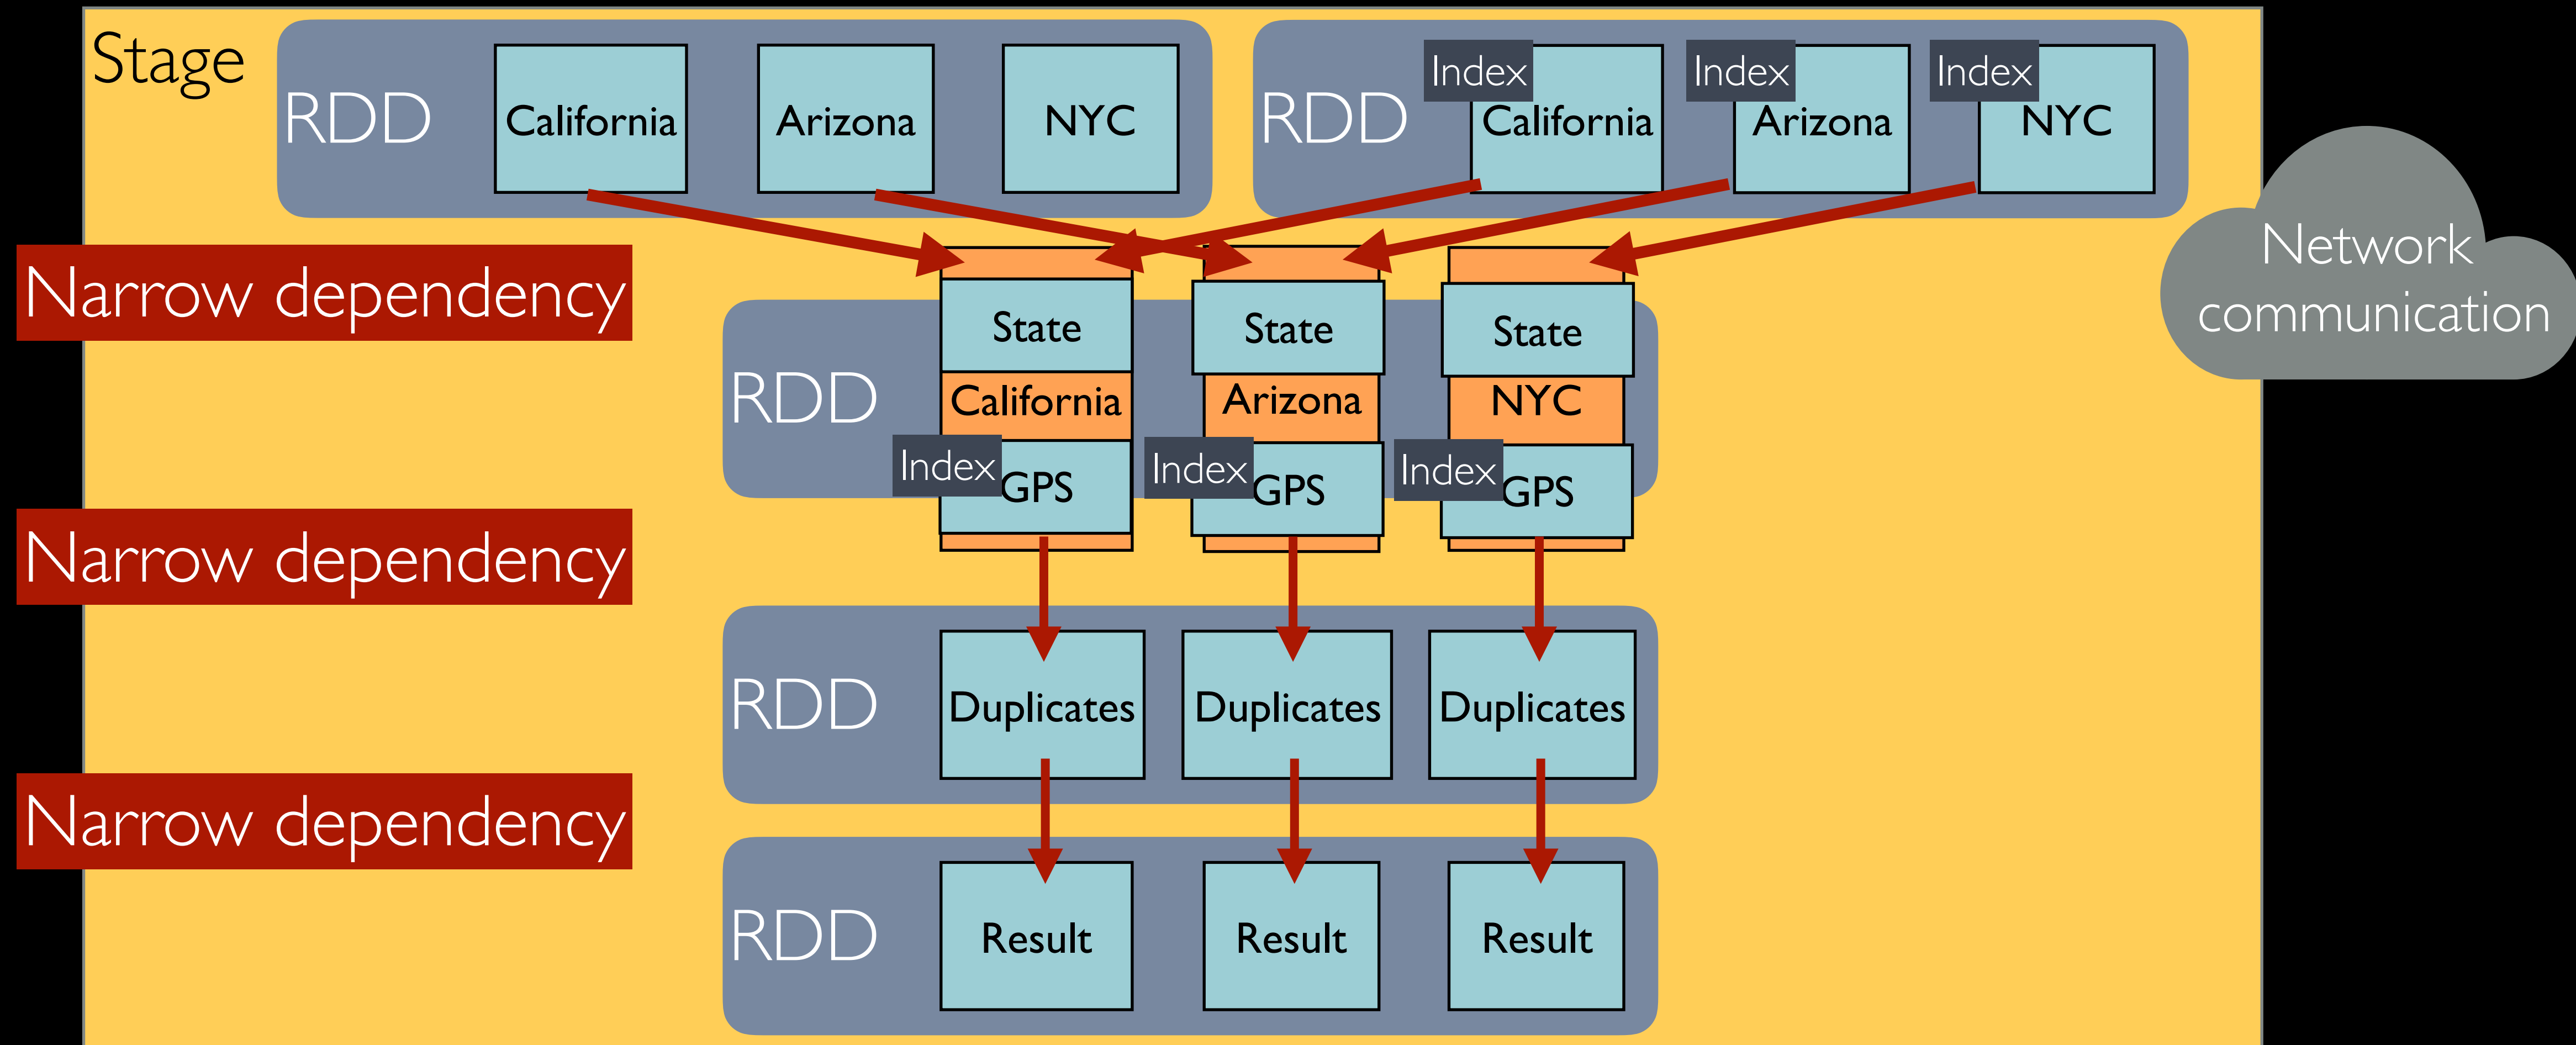 Stage
RDD
California
Arizona
NYC
RDD
Index
California
Index
Arizona
Index
NYC
Network
communication
Narrow dependency
RDD
State
California
Index
GPS
State
Arizona
Index
GPS
State
NYC
Index
GPS
Narrow dependency
RDD
Duplicates
Duplicates
Duplicates
Narrow dependency
RDD
Result
Result
Result